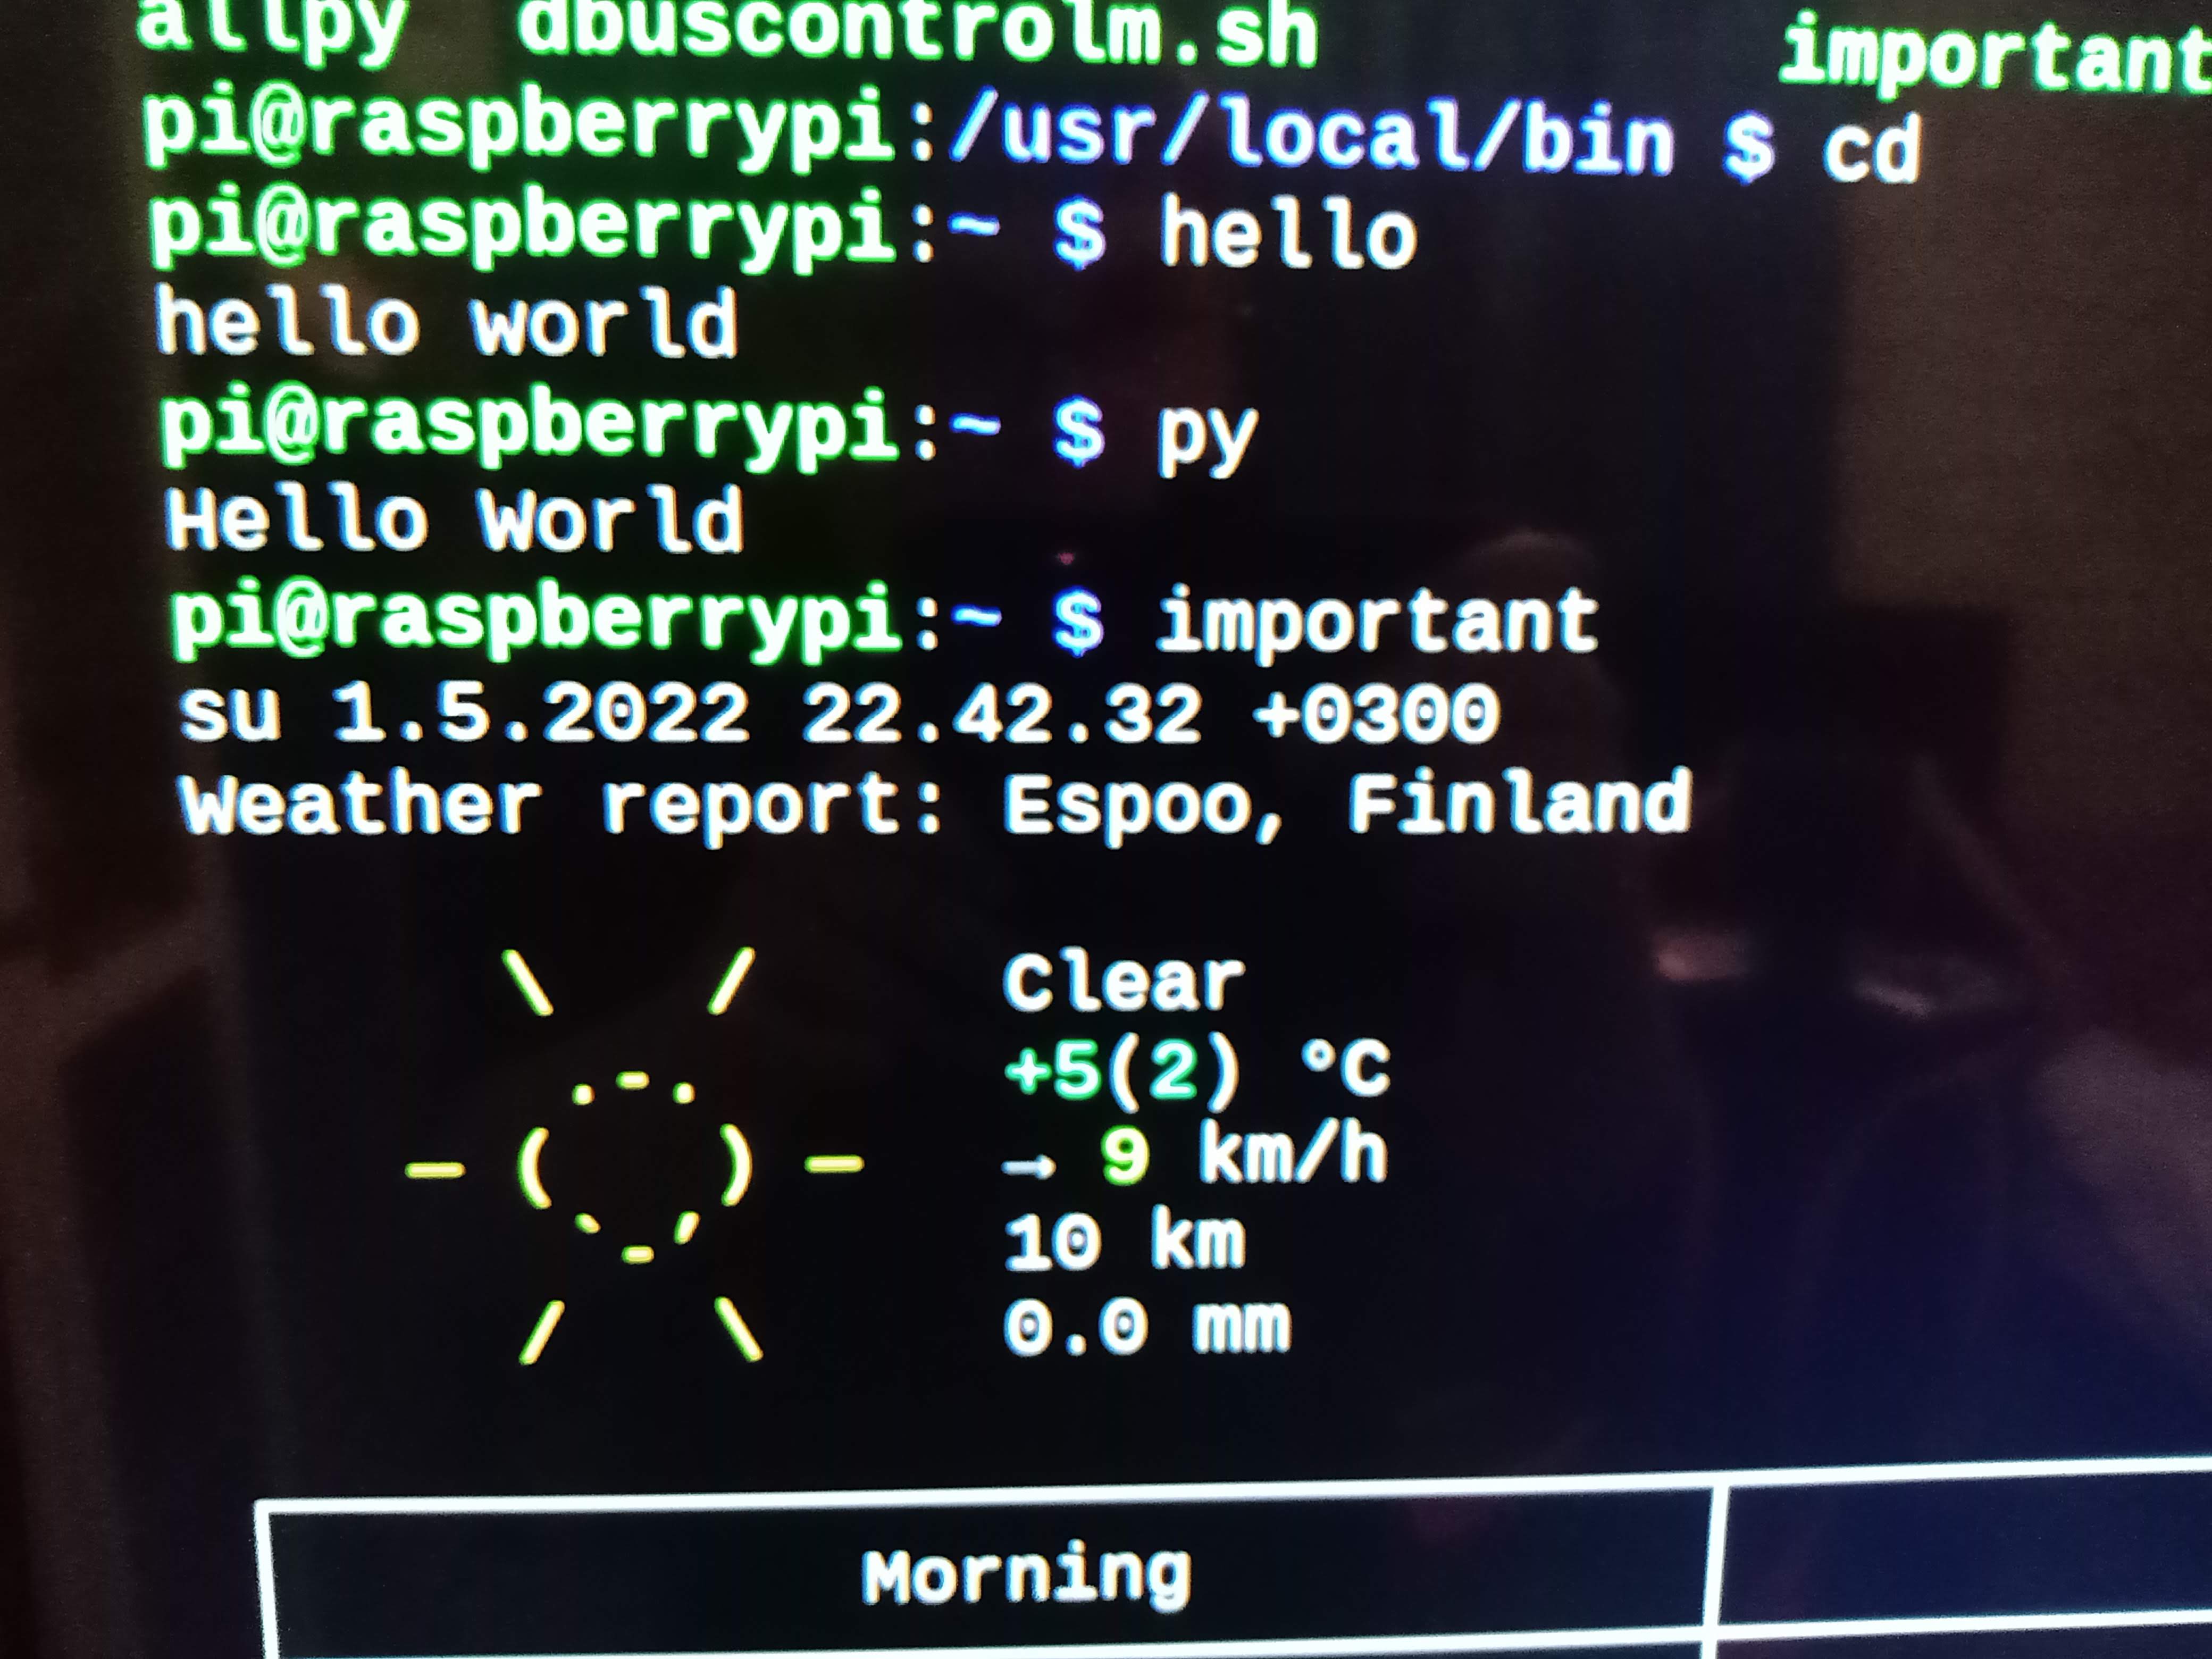 allpy dbuscontrolm.sh important
pi@raspberrypi:/usr/local/bin $ cd
pi@raspberrypi:~ $ hello
hello world
pi@raspberrypi:~ $ py
Hello World
pi@raspberrypi:~ $ important
su 1.5.2022 22.42.32 +0300
Weather report: Espoo, Finland
\ / Clear
.-. +5(2) °C
― ( ) ― → 9 km/h
`-’ 10 km
/ \ 0.0 mm
Morning